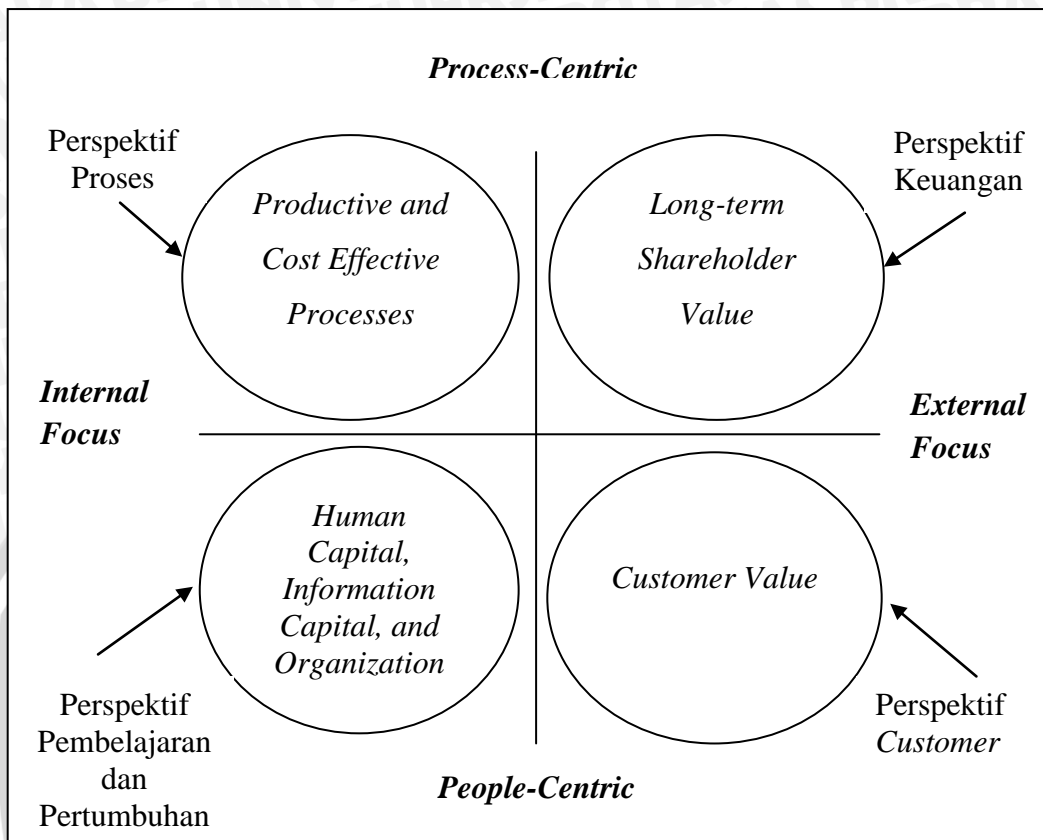 Process-Centric
Perspektif
Proses
Productive and
Cost Effective
Processes
Long-term
Shareholder
Value
Perspektif
Keuangan
Internal
Focus
External
Focus
Human
Capital,
Information
Capital, and
Organization
Customer Value
Perspektif
Pembelajaran
dan
Pertumbuhan
Perspektif
Customer
People-Centric